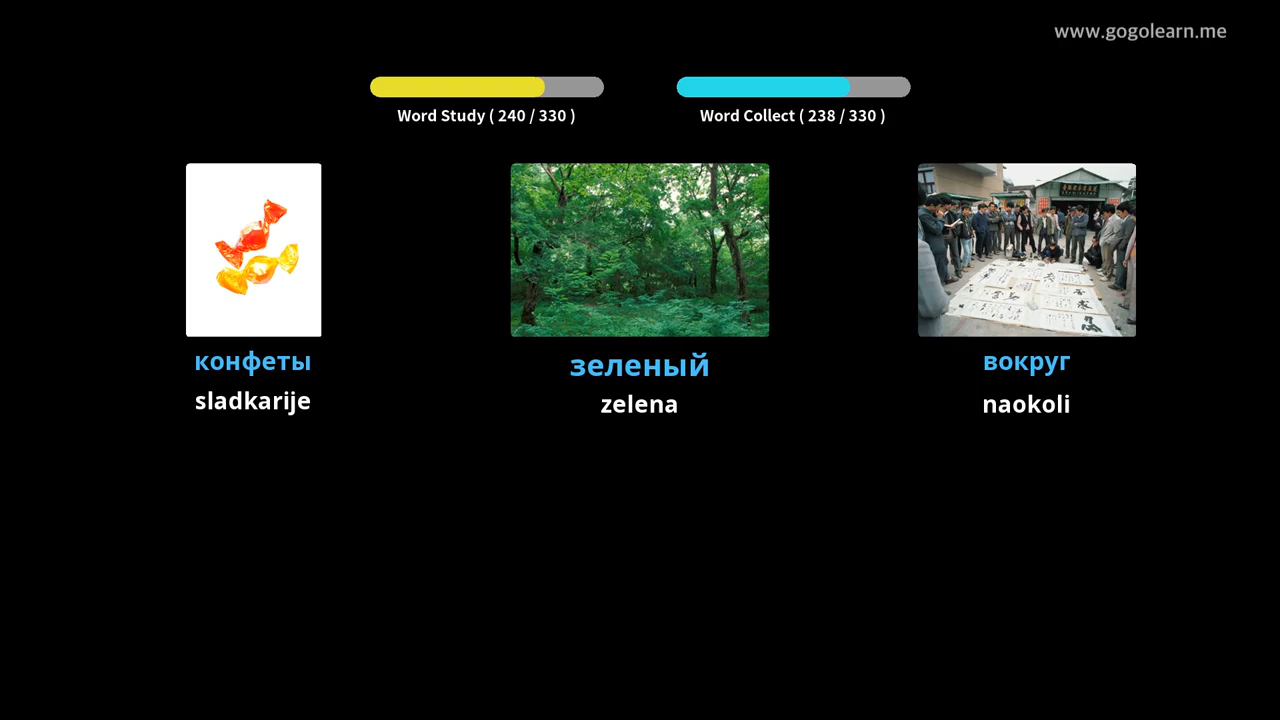 www.gogolearn.me
Word Study ( 240 / 330 )
Word Collect ( 238 / 330 )
конфеты
зеленый
вокруг
sladkarije
zelena
naokoli